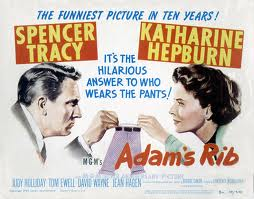 THE FUNNIEST PICTURE IN TEN YEARS!
SPENCER TRACY
KATHARINE HEPBURN
IT'S THE
HILARIOUS
ANSWER TO WHO
WEARS THE PANTS!
M-G-M's
Adam's Rib
JUDY HOLLIDAY TOM EWELL DAVID WAYNE JEAN HAGEN